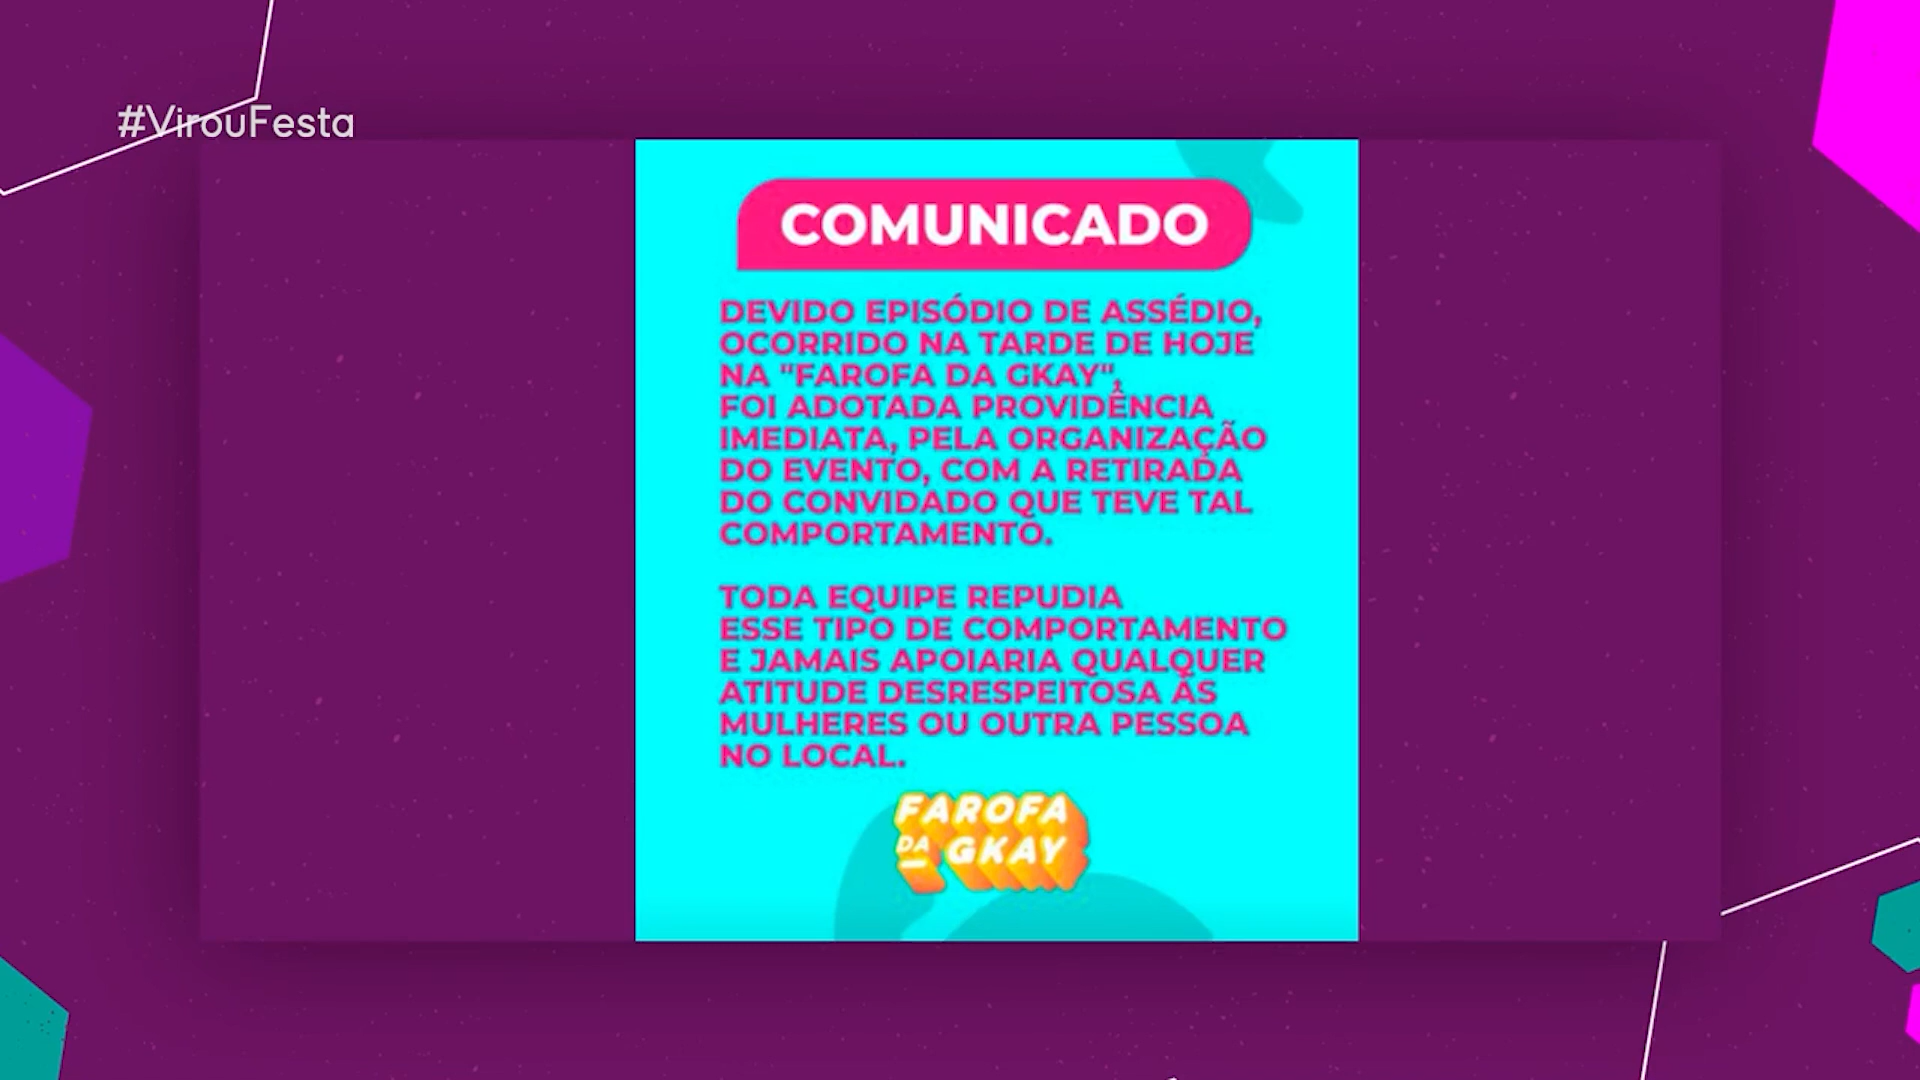 #VirouFesta
COMUNICADO
DEVIDO EPISÓDIO DE ASSÉDIO,
OCORRIDO NA TARDE DE HOJE
NA "FAROFA DA GKAY",
FOI ADOTADA PROVIDÊNCIA
IMEDIATA, PELA ORGANIZAÇÃO
DO EVENTO, COM A RETIRADA
DO CONVIDADO QUE TEVE TAL
COMPORTAMENTO.
TODA EQUIPE REPUDIA
ESSE TIPO DE COMPORTAMENTO
E JAMAIS APOIARIA QUALQUER
ATITUDE DESRESPEITOSA ÀS
MULHERES OU OUTRA PESSOA
NO LOCAL.
FAROFA
DA GKAY